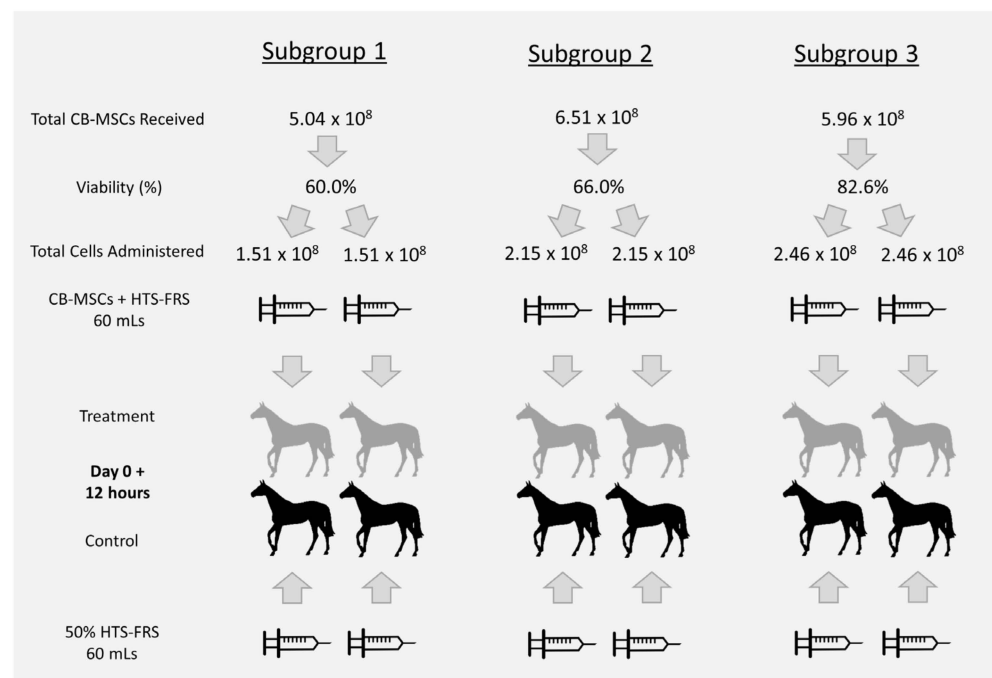 Subgroup 1 Subgroup 2 Subgroup 3
Total CB-MSCs Received 5.04 x 10⁸ 6.51 x 10⁸ 5.96 x 10⁸
Viability (%) 60.0% 66.0% 82.6%
Total Cells Administered 1.51 x 10⁸ 1.51 x 10⁸ 2.15 x 10⁸ 2.15 x 10⁸ 2.46 x 10⁸ 2.46 x 10⁸
CB-MSCs + HTS-FRS
60 mLs
Treatment
Day 0 +
12 hours
Control
50% HTS-FRS
60 mLs